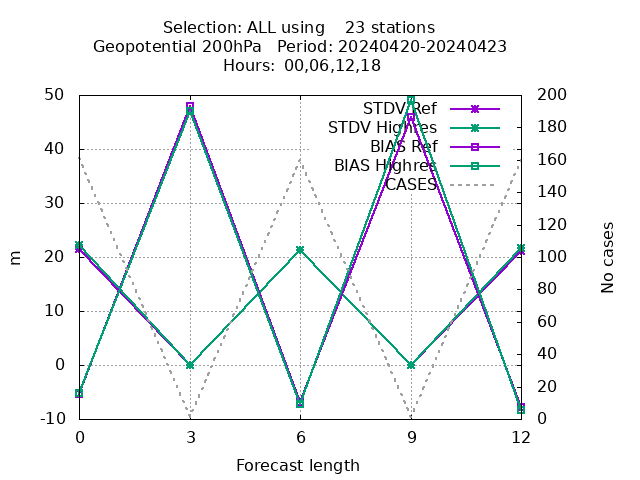 Selection: ALL using    23 stations
Geopotential 200hPa   Period: 20240420-20240423
Hours: 00,06,12,18
50
40
30
20
10
0
-10
200
180
160
140
120
100
80
60
40
20
0
STDV Ref
STDV Highres
BIAS Ref
BIAS Highres
CASES
m
No cases
0
3
6
9
12
Forecast length